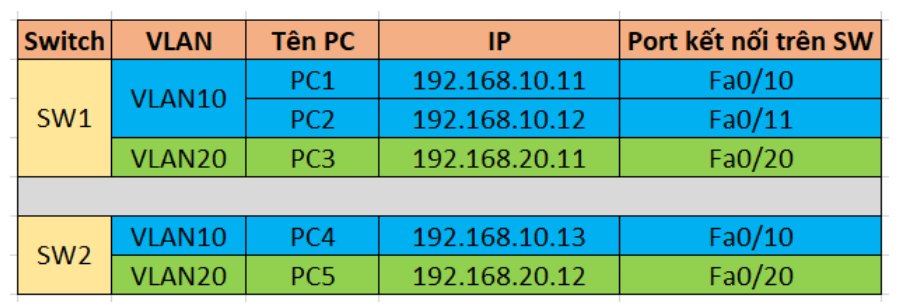 Switch VLAN Tên PC IP Port kết nối trên SW
SW1 VLAN10 PC1 192.168.10.11 Fa0/10
PC2 192.168.10.12 Fa0/11
VLAN20 PC3 192.168.20.11 Fa0/20
SW2 VLAN10 PC4 192.168.10.13 Fa0/10
VLAN20 PC5 192.168.20.12 Fa0/20